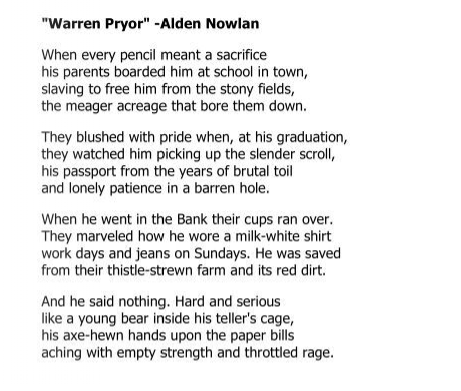 "Warren Pryor" -Alden Nowlan
When every pencil meant a sacrifice
his parents boarded him at school in town,
slaving to free him from the stony fields,
the meager acreage that bore them down.
They blushed with pride when, at his graduation,
they watched him picking up the slender scroll,
his passport from the years of brutal toil
and lonely patience in a barren hole.
When he went in the Bank their cups ran over.
They marveled how he wore a milk-white shirt
work days and jeans on Sundays. He was saved
from their thistle-strewn farm and its red dirt.
And he said nothing. Hard and serious
like a young bear inside his teller's cage,
his axe-hewn hands upon the paper bills
aching with empty strength and throttled rage.